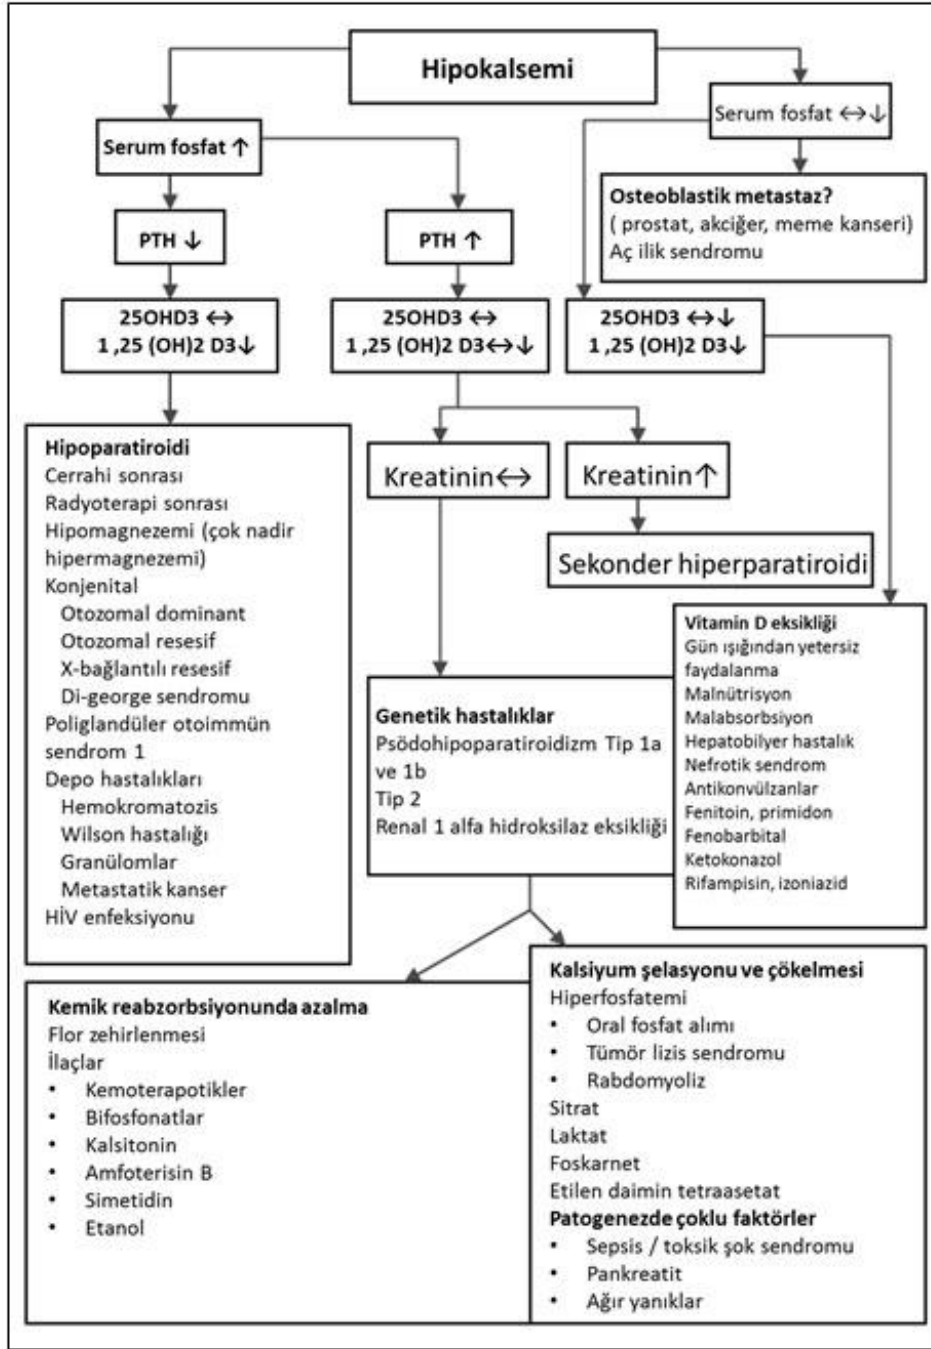 Hipokalsemi
Serum fosfat ↑
Serum fosfat ↔↓
Osteoblastik metastaz?
( prostat, akciğer, meme kanseri)
Aç ilik sendromu
PTH ↓
PTH ↑
25OHD3 ↔
1 ,25 (OH)2 D3↓
25OHD3 ↔
1 ,25 (OH)2 D3↔↓
25OHD3 ↔↓
1 ,25 (OH)2 D3↓
Hipoparatiroidi
Cerrahi sonrası
Radyoterapi sonrası
Hipomagnezemi (çok nadir
hipermagnezemi)
Konjenital
Otozomal dominant
Otozomal resesif
X-bağlantılı resesif
Di-george sendromu
Poliglandüler otoimmün
sendrom 1
Depo hastalıkları
Hemokromatozis
Wilson hastalığı
Granülomlar
Metastatik kanser
HİV enfeksiyonu
Kreatinin↔
Kreatinin↑
Sekonder hiperparatiroidi
Genetik hastalıklar
Psödohipoparatiroidizm Tip 1a
ve 1b
Tip 2
Renal 1 alfa hidroksilaz eksikliği
Vitamin D eksikliği
Gün ışığından yetersiz
faydalanma
Malnütrisyon
Malabsorbsiyon
Hepatobilyer hastalık
Nefrotik sendrom
Antikonvülzanlar
Fenitoin, primidon
Fenobarbital
Ketokonazol
Rifampisin, izoniazid
Kemik reabzorbsiyonunda azalma
Flor zehirlenmesi
İlaçlar
• Kemoterapotikler
• Bifosfonatlar
• Kalsitonin
• Amfoterisin B
• Simetidin
• Etanol
Kalsiyum şelasyonu ve çökelmesi
Hiperfosfatemi
• Oral fosfat alımı
• Tümör lizis sendromu
• Rabdomyoliz
Sitrat
Laktat
Foskarnet
Etilen daimin tetraasetat
Patogenezde çoklu faktörler
• Sepsis / toksik şok sendromu
• Pankreatit
• Ağır yanıklar